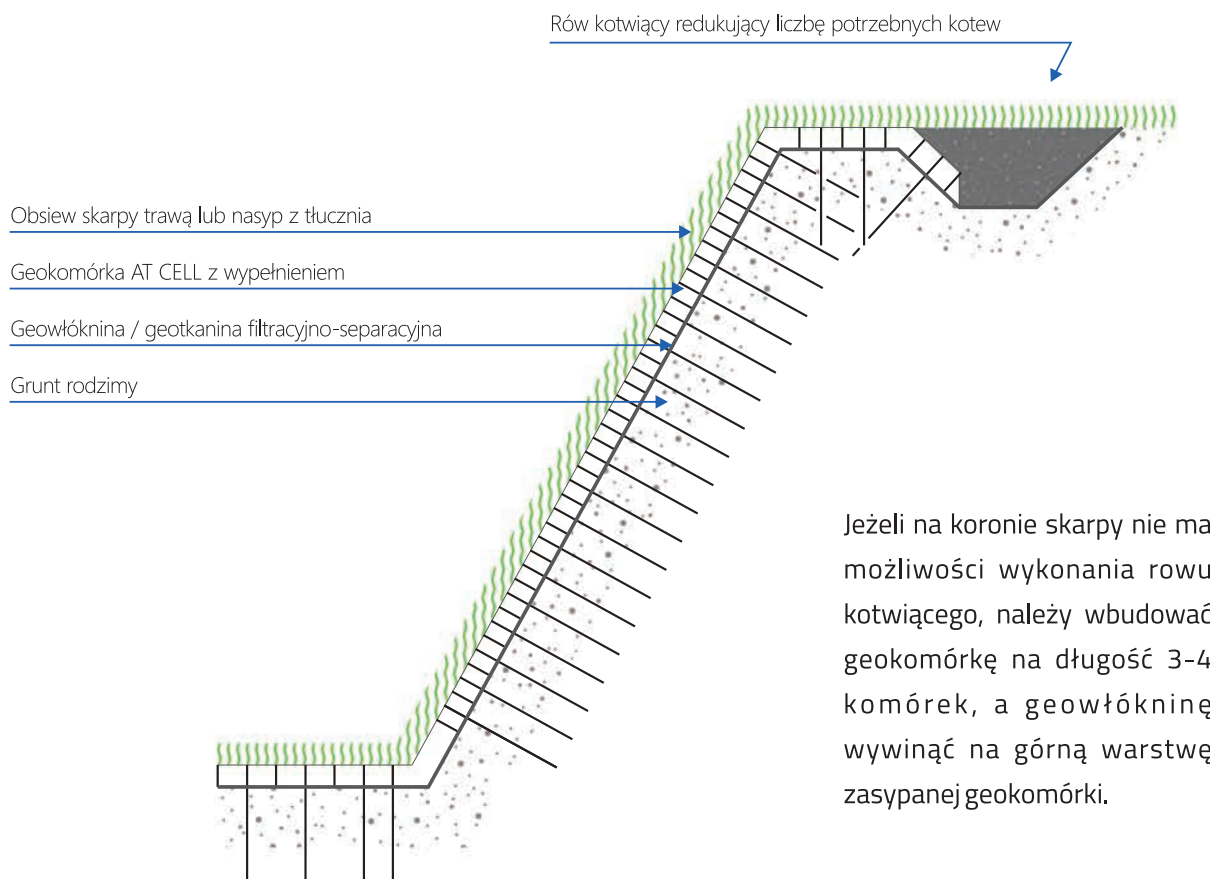 Rów kotwiący redukujący liczbę potrzebnych kotew
Obsiew skarpy trawą lub nasyp z tłucznia
Geokomórka AT CELL z wypełnieniem
Geowłóknina / geotkanina filtracyjno-separacyjna
Grunt rodzimy
Jeżeli na koronie skarpy nie ma
możliwości wykonania rowu
kotwiącego, należy wbudować
geokomórkę na długość 3-4
komórek, a geowłókninę
wywinąć na górną warstwę
zasypanej geokomórki.